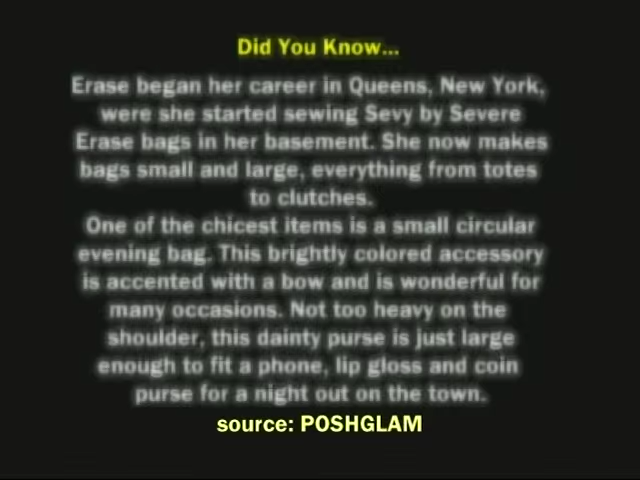 Did You Know...
Erase began her career in Queens, New York,
were she started sewing Sevy by Severe
Erase bags in her basement. She now makes
bags small and large, everything from totes
to clutches.
One of the chicest items is a small circular
evening bag. This brightly colored accessory
is accented with a bow and is wonderful for
many occasions. Not too heavy on the
shoulder, this dainty purse is just large
enough to fit a phone, lip gloss and coin
purse for a night out on the town.
source: POSHGLAM